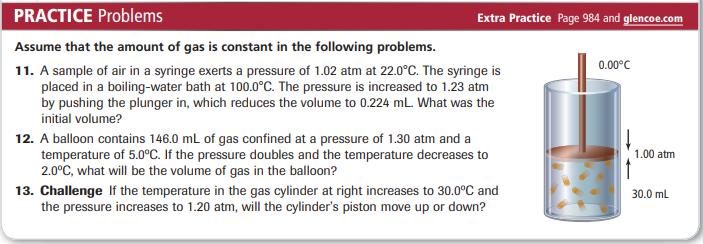 PRACTICE Problems
Extra Practice Page 984 and glencoe.com
Assume that the amount of gas is constant in the following problems.
11. A sample of air in a syringe exerts a pressure of 1.02 atm at 22.0°C. The syringe is
placed in a boiling-water bath at 100.0°C. The pressure is increased to 1.23 atm
by pushing the plunger in, which reduces the volume to 0.224 mL. What was the
initial volume?
12. A balloon contains 146.0 mL of gas confined at a pressure of 1.30 atm and a
temperature of 5.0°C. If the pressure doubles and the temperature decreases to
2.0°C, what will be the volume of gas in the balloon?
13. Challenge If the temperature in the gas cylinder at right increases to 30.0°C and
the pressure increases to 1.20 atm, will the cylinder's piston move up or down?
0.00°C
1.00 atm
30.0 mL